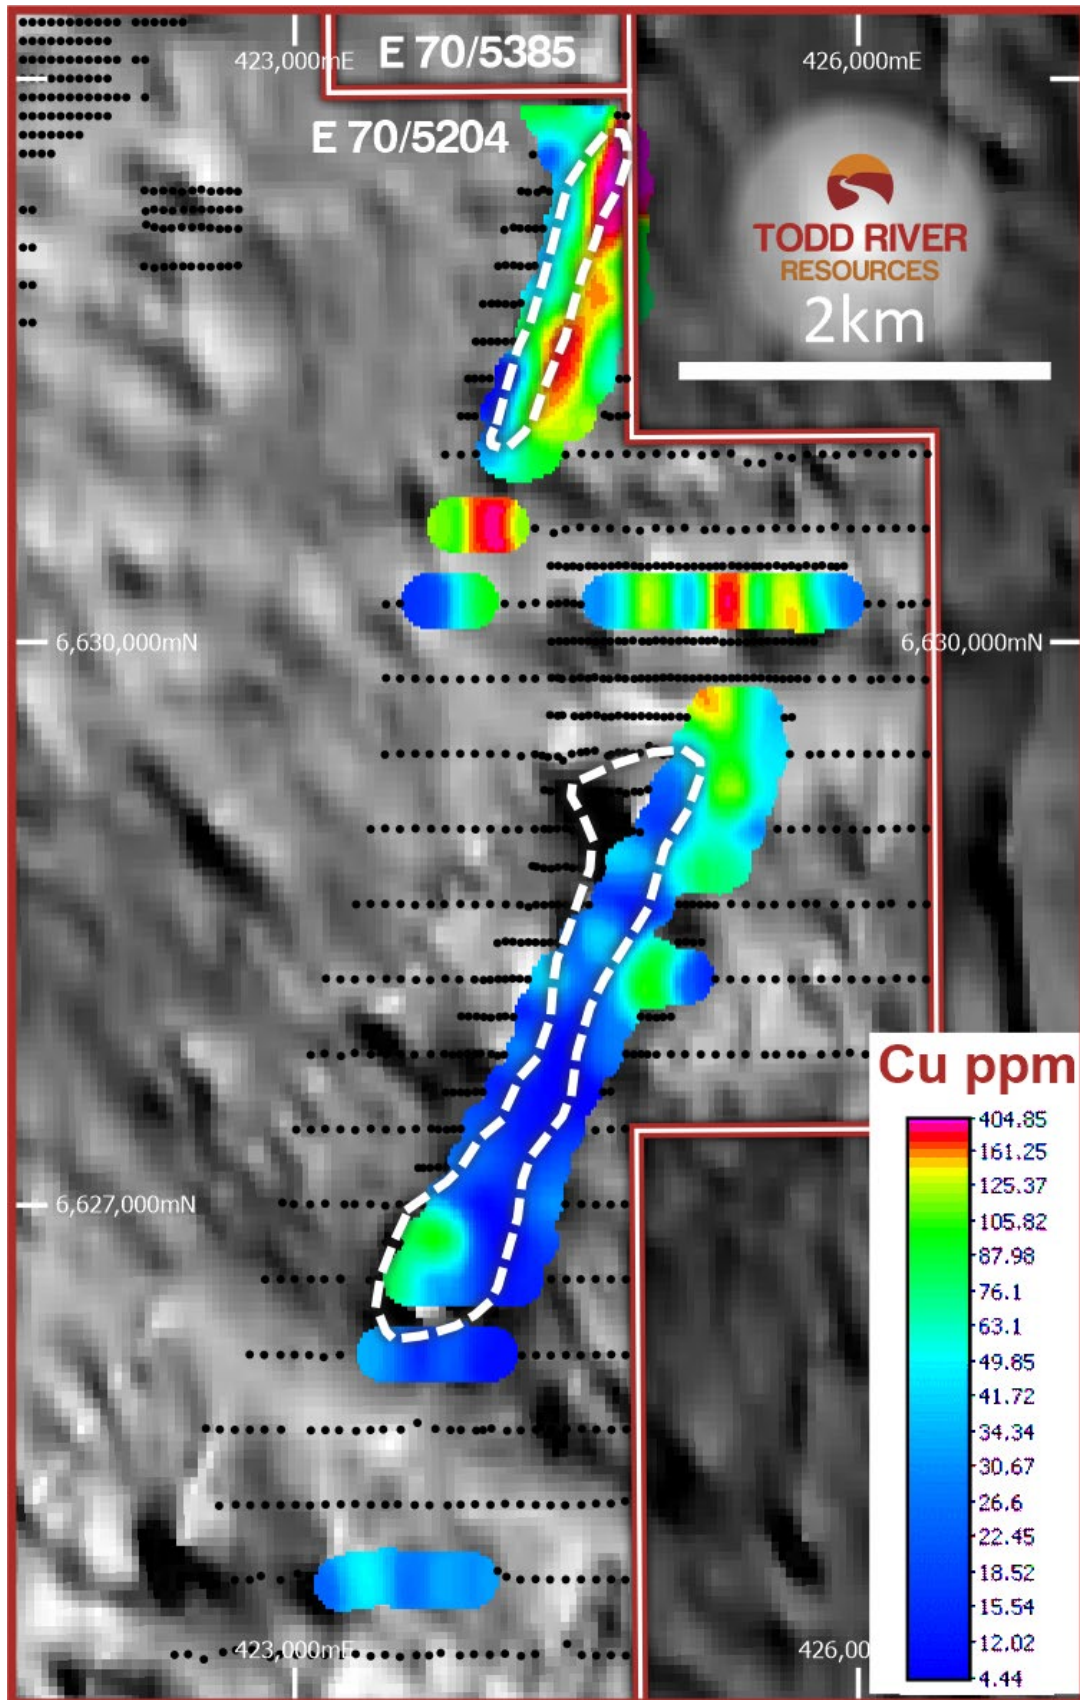 423,000mE
E 70/5385
426,000mE
E 70/5204
TODD RIVER
RESOURCES
2km
6,630,000mN
6,630,000mN
Cu ppm
404.85
161.25
125.37
105.82
87.98
76.1
63.1
49.85
41.72
34.34
30.67
26.6
22.45
18.52
15.54
12.02
4.44
6,627,000mN
423,000mE
426,00